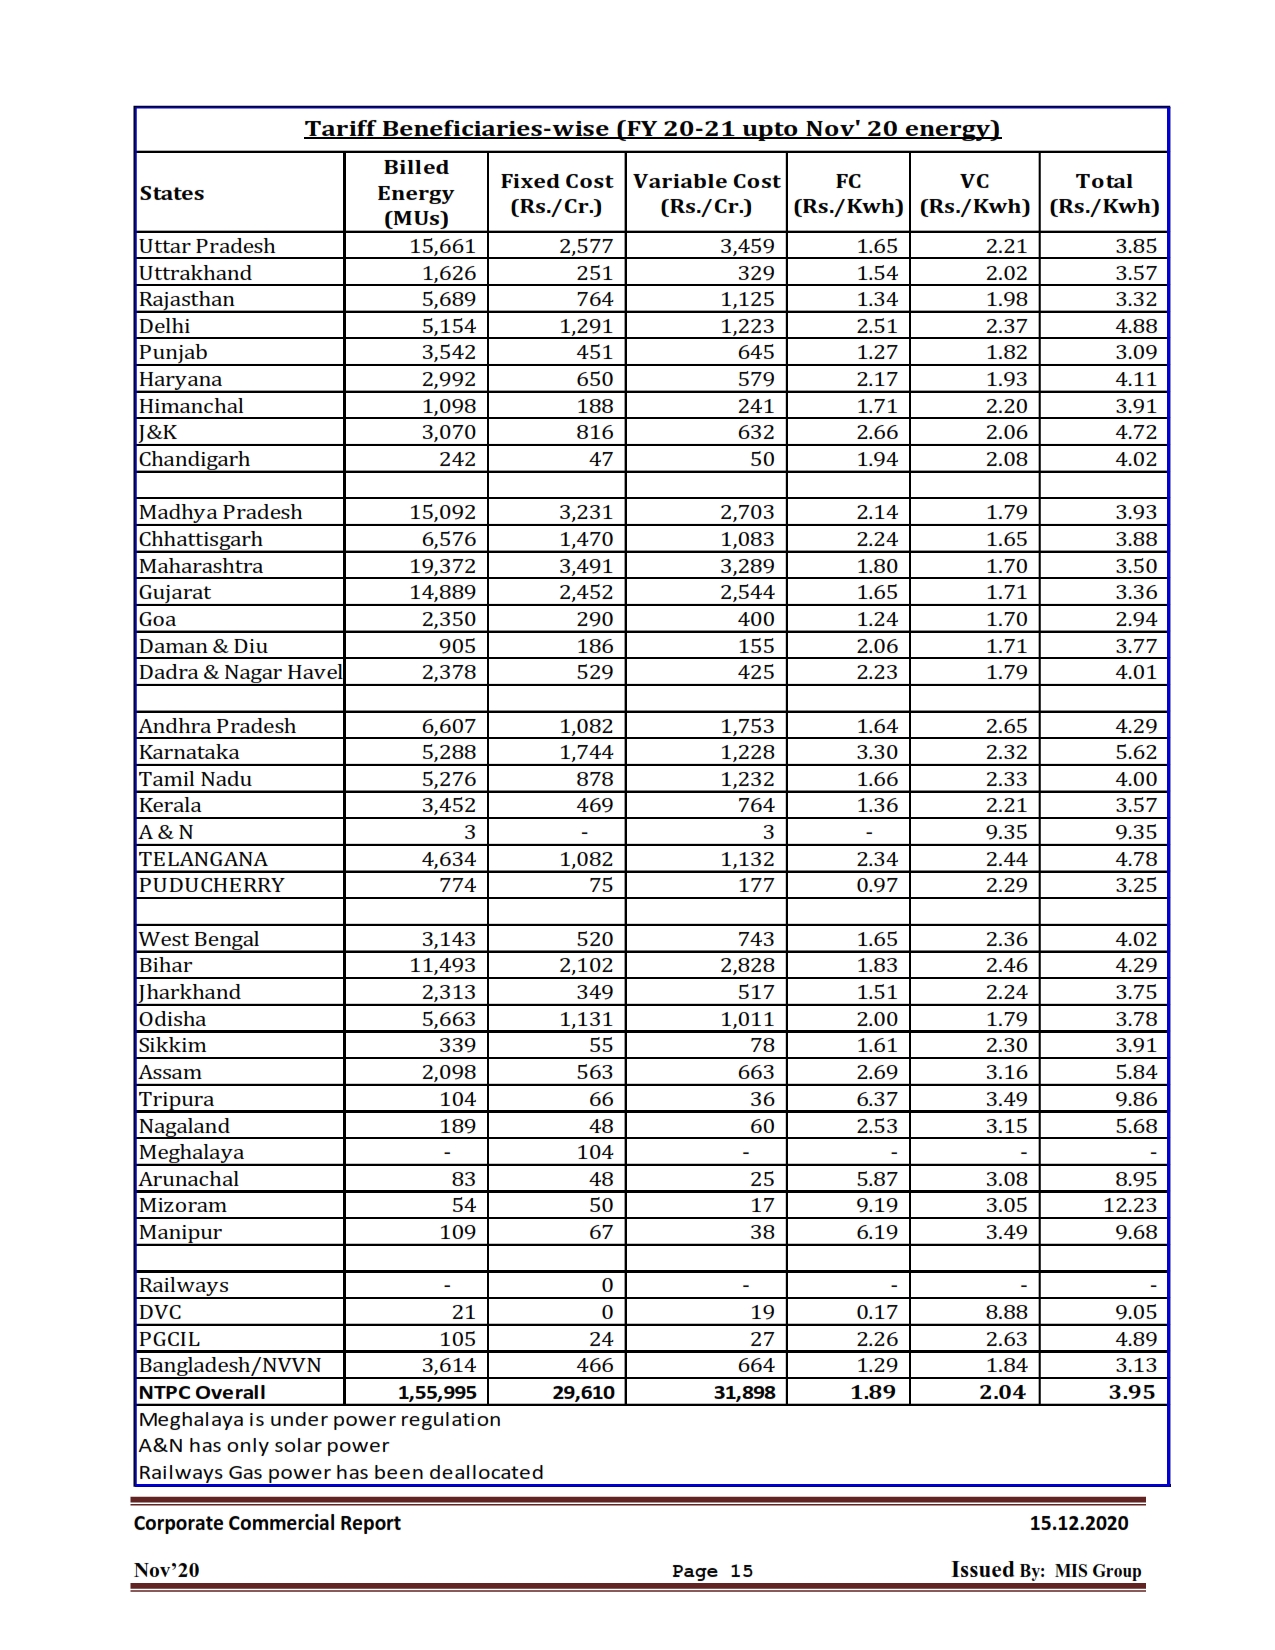 Tariff Beneficiaries-wise (FY 20-21 upto Nov' 20 energy)
States Billed Energy (MUs) Fixed Cost (Rs./Cr.) Variable Cost (Rs./Cr.) FC (Rs./Kwh) VC (Rs./Kwh) Total (Rs./Kwh)
Uttar Pradesh 15,661 2,577 3,459 1.65 2.21 3.85
Uttrakhand 1,626 251 329 1.54 2.02 3.57
Rajasthan 5,689 764 1,125 1.34 1.98 3.32
Delhi 5,154 1,291 1,223 2.51 2.37 4.88
Punjab 3,542 451 645 1.27 1.82 3.09
Haryana 2,992 650 579 2.17 1.93 4.11
Himanchal 1,098 188 241 1.71 2.20 3.91
J&K 3,070 816 632 2.66 2.06 4.72
Chandigarh 242 47 50 1.94 2.08 4.02
Madhya Pradesh 15,092 3,231 2,703 2.14 1.79 3.93
Chhattisgarh 6,576 1,470 1,083 2.24 1.65 3.88
Maharashtra 19,372 3,491 3,289 1.80 1.70 3.50
Gujarat 14,889 2,452 2,544 1.65 1.71 3.36
Goa 2,350 290 400 1.24 1.70 2.94
Daman & Diu 905 186 155 2.06 1.71 3.77
Dadra & Nagar Havel 2,378 529 425 2.23 1.79 4.01
Andhra Pradesh 6,607 1,082 1,753 1.64 2.65 4.29
Karnataka 5,288 1,744 1,228 3.30 2.32 5.62
Tamil Nadu 5,276 878 1,232 1.66 2.33 4.00
Kerala 3,452 469 764 1.36 2.21 3.57
A & N 3 - 3 - 9.35 9.35
TELANGANA 4,634 1,082 1,132 2.34 2.44 4.78
PUDUCHERRY 774 75 177 0.97 2.29 3.25
West Bengal 3,143 520 743 1.65 2.36 4.02
Bihar 11,493 2,102 2,828 1.83 2.46 4.29
Jharkhand 2,313 349 517 1.51 2.24 3.75
Odisha 5,663 1,131 1,011 2.00 1.79 3.78
Sikkim 339 55 78 1.61 2.30 3.91
Assam 2,098 563 663 2.69 3.16 5.84
Tripura 104 66 36 6.37 3.49 9.86
Nagaland 189 48 60 2.53 3.15 5.68
Meghalaya - 104 - - - -
Arunachal 83 48 25 5.87 3.08 8.95
Mizoram 54 50 17 9.19 3.05 12.23
Manipur 109 67 38 6.19 3.49 9.68
Railways - 0 - - - -
DVC 21 0 19 0.17 8.88 9.05
PGCIL 105 24 27 2.26 2.63 4.89
Bangladesh/NVVN 3,614 466 664 1.29 1.84 3.13
NTPC Overall 1,55,995 29,610 31,898 1.89 2.04 3.95
Meghalaya is under power regulation
A&N has only solar power
Railways Gas power has been deallocated
Corporate Commercial Report 15.12.2020
Nov’20 Page 15 Issued By: MIS Group